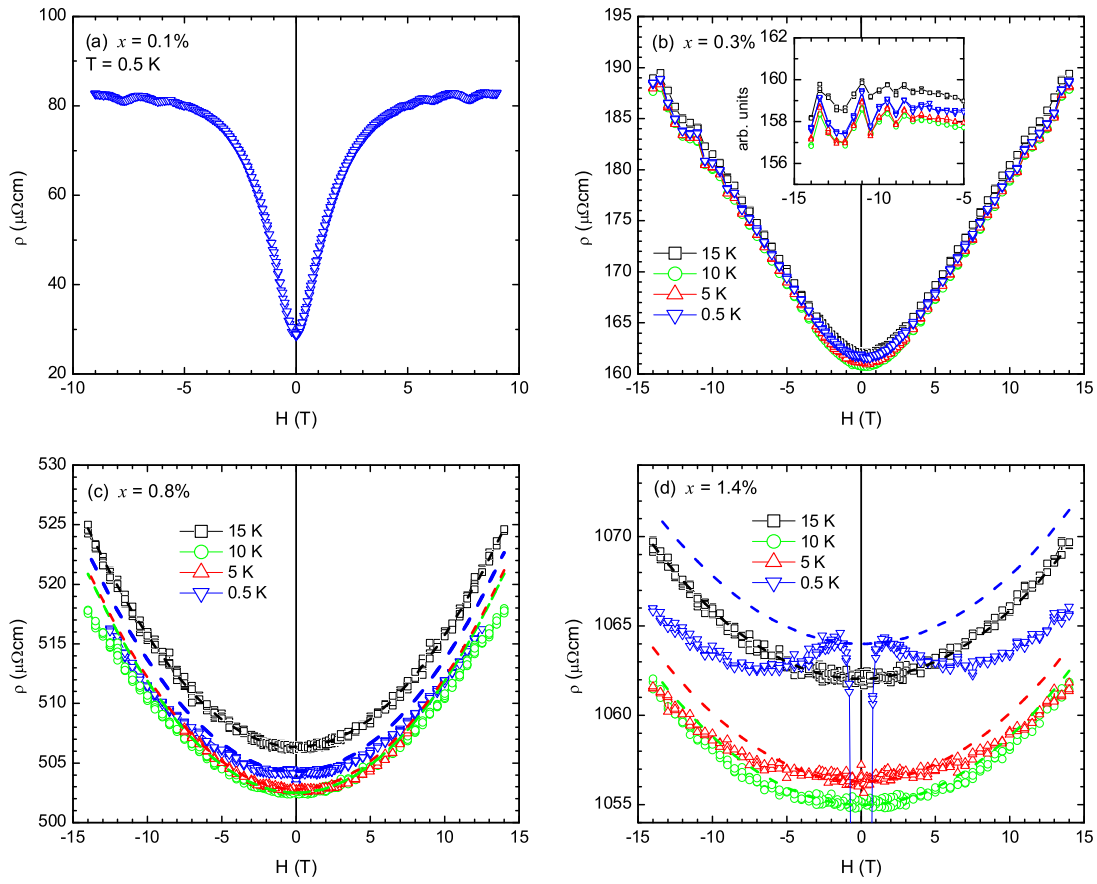 (a) x = 0.1%
T = 0.5 K
100
80
60
40
20
ρ (μΩcm)
-10 -5 0 5 10
H (T)
(b) x = 0.3%
195
190
185
180
175
170
165
160
ρ (μΩcm)
162
160
158
156
arb. units
-15 -10 -5
15 K
10 K
5 K
0.5 K
-15 -10 -5 0 5 10 15
H (T)
(c) x = 0.8%
530
525
520
515
510
505
500
ρ (μΩcm)
15 K
10 K
5 K
0.5 K
-15 -10 -5 0 5 10 15
H (T)
(d) x = 1.4%
1070
1065
1060
1055
ρ (μΩcm)
15 K
10 K
5 K
0.5 K
-15 -10 -5 0 5 10 15
H (T)